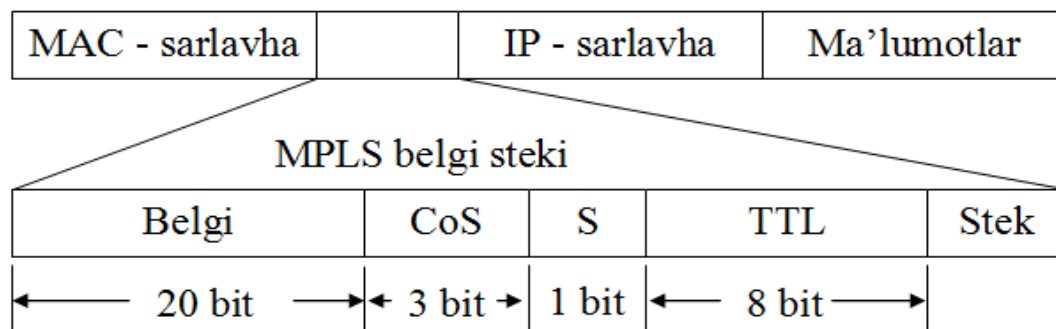 MAC - sarlavha IP - sarlavha Ma’lumotlar
MPLS belgi steki
Belgi CoS S TTL Stek
20 bit 3 bit 1 bit 8 bit